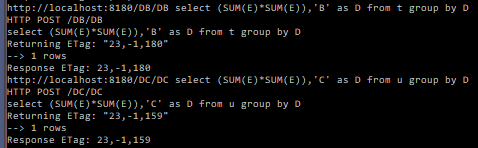 http://localhost:8180/DB/DB select (SUM(E)*SUM(E)),'B' as D from t group by D
HTTP POST /DB/DB
select (SUM(E)*SUM(E)),'B' as D from t group by D
Returning ETag: "23,-1,180"
--> 1 rows
Response ETag: 23,-1,180
http://localhost:8180/DC/DC select (SUM(E)*SUM(E)),'C' as D from u group by D
HTTP POST /DC/DC
select (SUM(E)*SUM(E)),'C' as D from u group by D
Returning ETag: "23,-1,159"
--> 1 rows
Response ETag: 23,-1,159